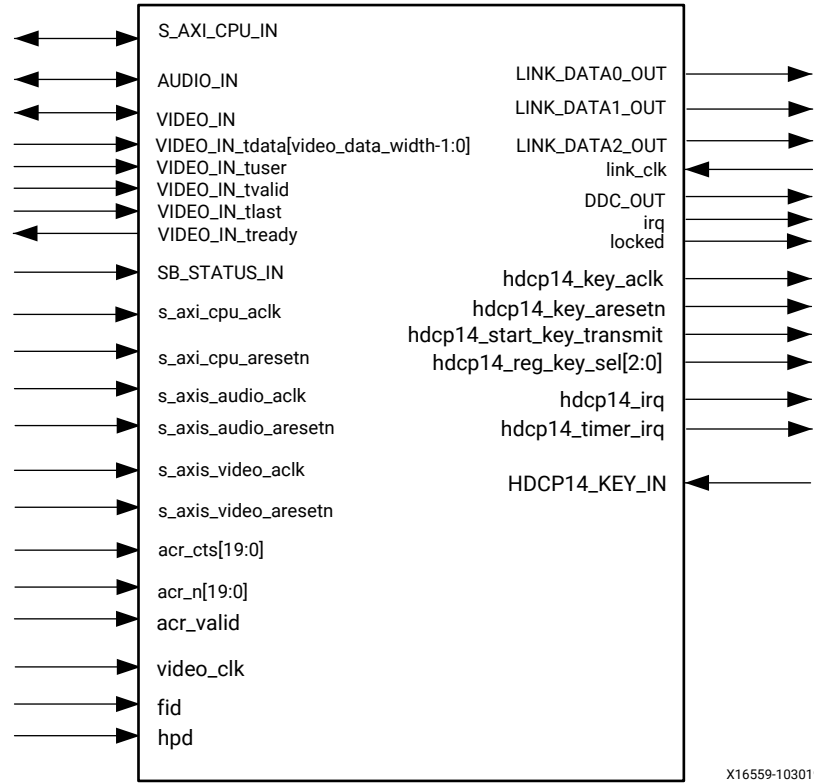 S_AXI_CPU_IN
AUDIO_IN
VIDEO_IN
VIDEO_IN_tdata[video_data_width-1:0]
VIDEO_IN_tuser
VIDEO_IN_tvalid
VIDEO_IN_tlast
VIDEO_IN_tready
SB_STATUS_IN
s_axi_cpu_aclk
s_axi_cpu_aresetn
s_axis_audio_aclk
s_axis_audio_aresetn
s_axis_video_aclk
s_axis_video_aresetn
acr_cts[19:0]
acr_n[19:0]
acr_valid
video_clk
fid
hpd
LINK_DATA0_OUT
LINK_DATA1_OUT
LINK_DATA2_OUT
link_clk
DDC_OUT
irq
locked
hdcp14_key_aclk
hdcp14_key_aresetn
hdcp14_start_key_transmit
hdcp14_reg_key_sel[2:0]
hdcp14_irq
hdcp14_timer_irq
HDCP14_KEY_IN
X16559-10301